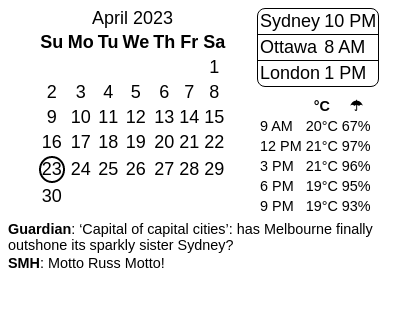 April 2023
Su Mo Tu We Th Fr Sa
1
2 3 4 5 6 7 8
9 10 11 12 13 14 15
16 17 18 19 20 21 22
23 24 25 26 27 28 29
30
Sydney 10 PM
Ottawa 8 AM
London 1 PM
°C ☂
9 AM 20°C 67%
12 PM 21°C 97%
3 PM 21°C 96%
6 PM 19°C 95%
9 PM 19°C 93%
Guardian: ‘Capital of capital cities’: has Melbourne finally
outshone its sparkly sister Sydney?
SMH: Motto Russ Motto!